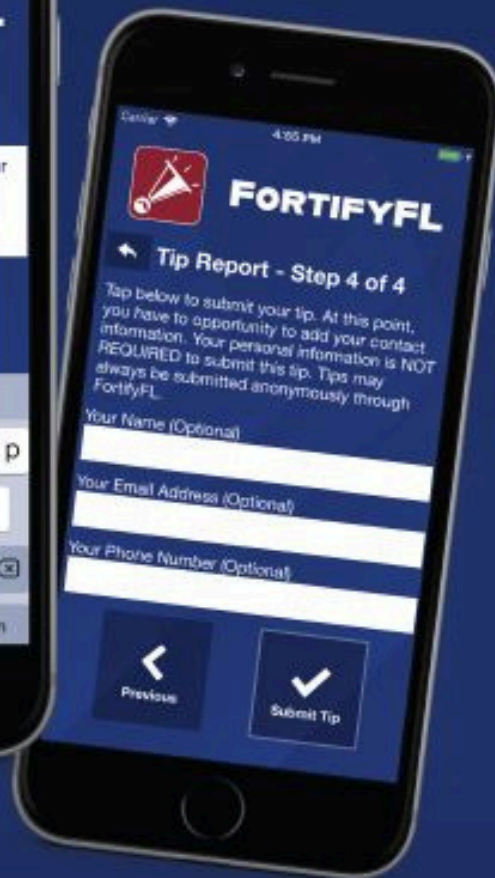 r
p
n
Carrier
4:55 PM
FORTIFYFL
Tip Report - Step 4 of 4
Tap below to submit your tip. At this point,
you have to opportunity to add your contact
information. Your personal information is NOT
REQUIRED to submit this tip. Tips may
always be submitted anonymously through
FortifyFL.
Your Name (Optional)
Your Email Address (Optional)
Your Phone Number (Optional)
Previous
Submit Tip